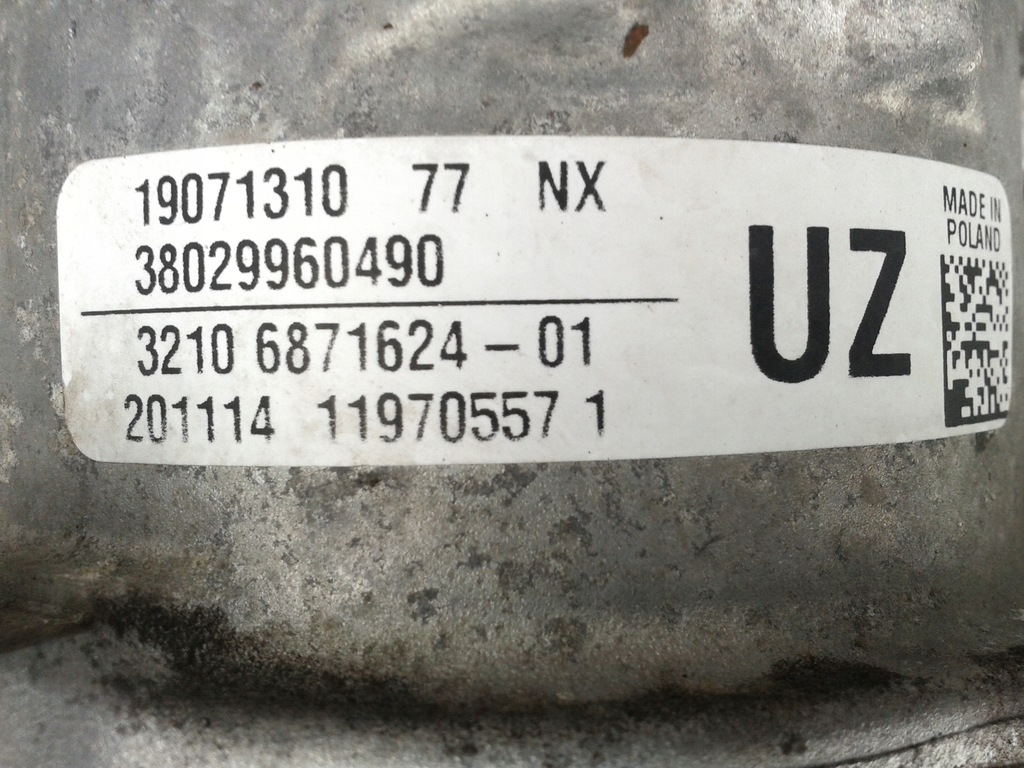 19071310 77 NX
38029960490
3210 6871624-01
201114 11970557 1
UZ
MADE IN
POLAND